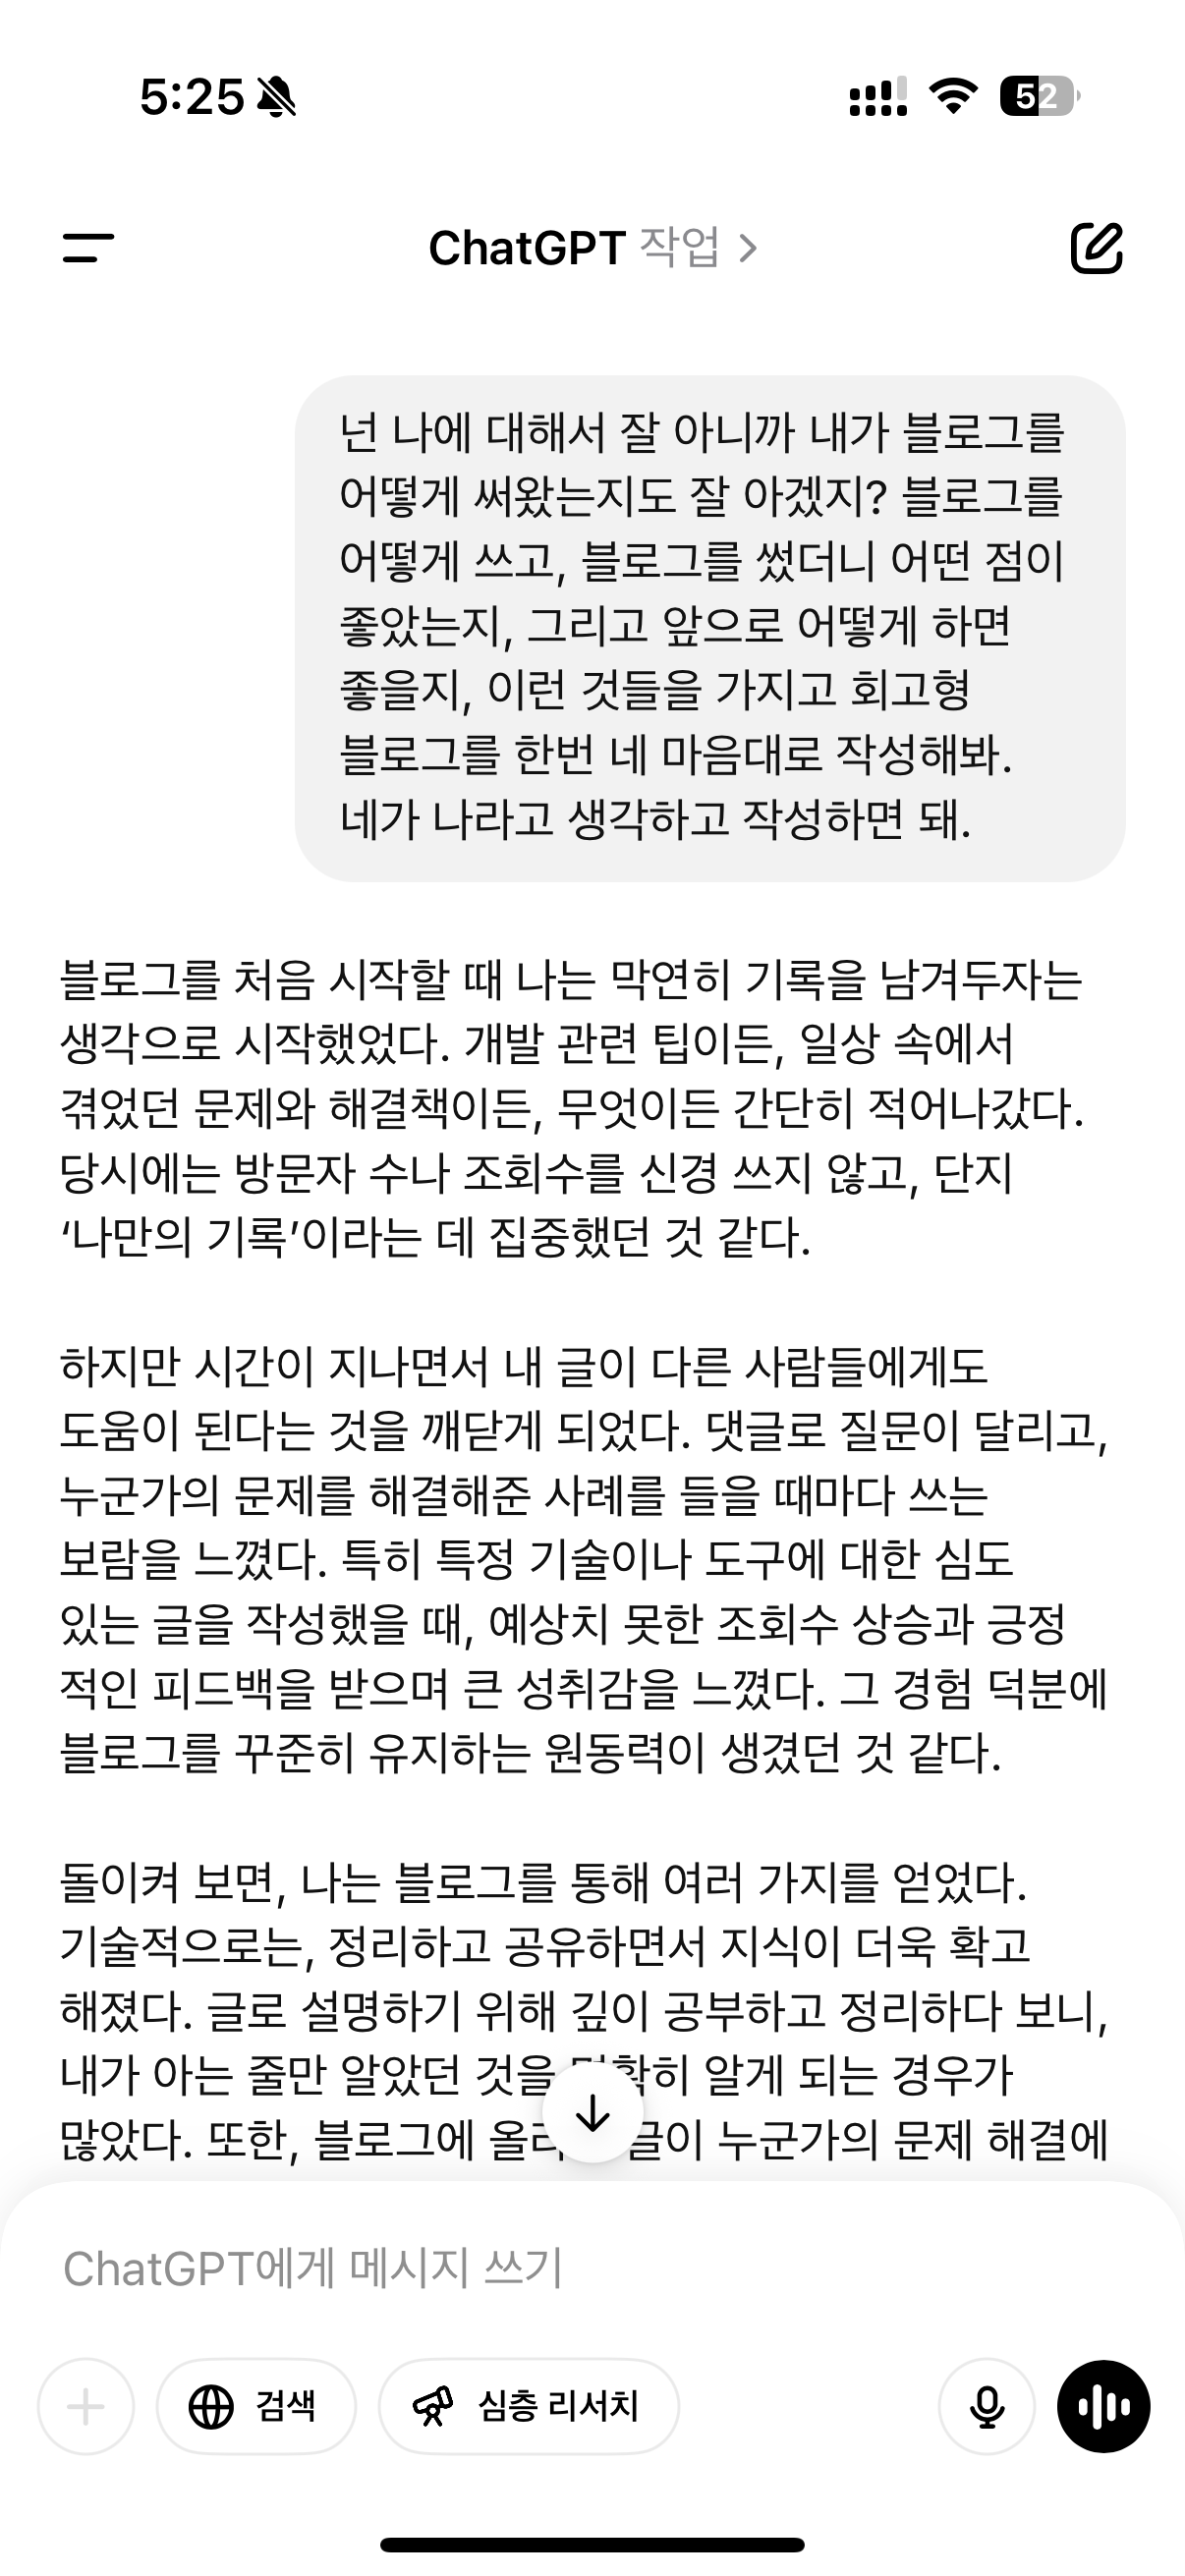 5:25
52
ChatGPT 작업
넌 나에 대해서 잘 아니까 내가 블로그를
어떻게 써왔는지도 잘 아겠지? 블로그를
어떻게 쓰고, 블로그를 썼더니 어떤 점이
좋았는지, 그리고 앞으로 어떻게 하면
좋을지, 이런 것들을 가지고 회고형
블로그를 한번 네 마음대로 작성해봐.
네가 나라고 생각하고 작성하면 돼.
블로그를 처음 시작할 때 나는 막연히 기록을 남겨두자는
생각으로 시작했었다. 개발 관련 팁이든, 일상 속에서
겪었던 문제와 해결책이든, 무엇이든 간단히 적어나갔다.
당시에는 방문자 수나 조회수를 신경 쓰지 않고, 단지
‘나만의 기록’이라는 데 집중했던 것 같다.
하지만 시간이 지나면서 내 글이 다른 사람들에게도
도움이 된다는 것을 깨닫게 되었다. 댓글로 질문이 달리고,
누군가의 문제를 해결해준 사례를 들을 때마다 쓰는
보람을 느꼈다. 특히 특정 기술이나 도구에 대한 심도
있는 글을 작성했을 때, 예상치 못한 조회수 상승과 긍정
적인 피드백을 받으며 큰 성취감을 느꼈다. 그 경험 덕분에
블로그를 꾸준히 유지하는 원동력이 생겼던 것 같다.
돌이켜 보면, 나는 블로그를 통해 여러 가지를 얻었다.
기술적으로는, 정리하고 공유하면서 지식이 더욱 확고
해졌다. 글로 설명하기 위해 깊이 공부하고 정리하다 보니,
내가 아는 줄만 알았던 것을 알게 되는 경우가
많았다. 또한, 블로그에 글이 누군가의 문제 해결에
ChatGPT에게 메시지 쓰기
검색
심층 리서치